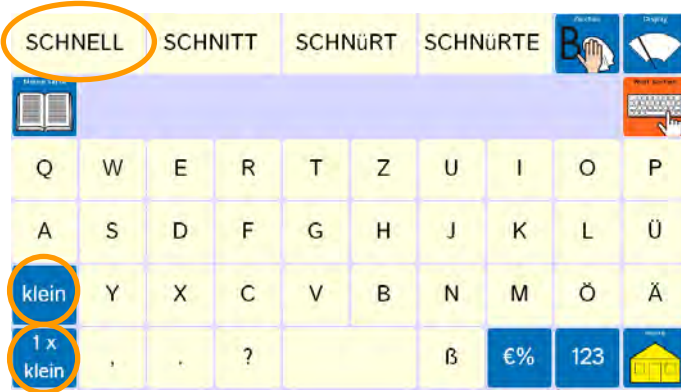 SCHNELL SCHNITT SCHNüRT SCHNüRTE B
Q W E R T Z U I O P
A S D F G H J K L Ü
klein Y X C V B N M Ö Ä
1 x klein , . ? ß €% 123